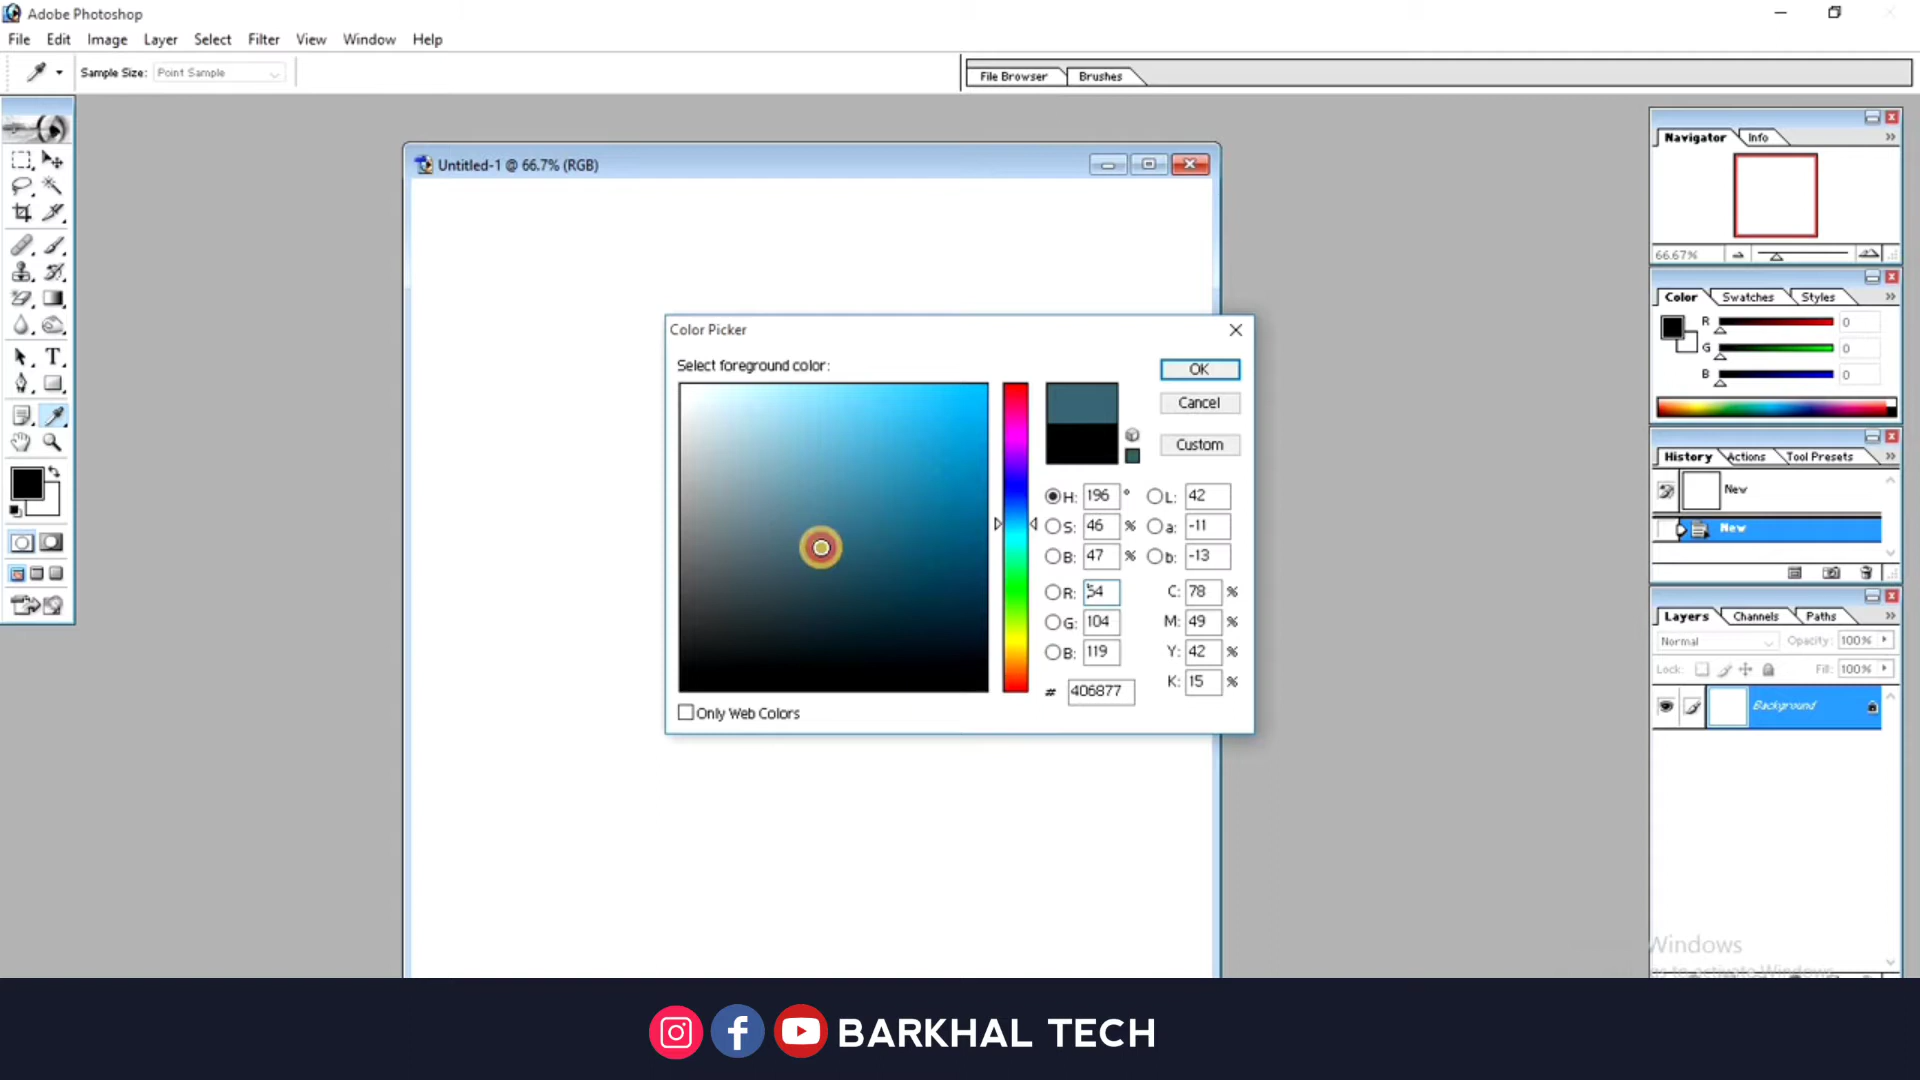 Adobe Photoshop
File Edit Image Layer Select Filter View Window Help
Sample Size: Point Sample
File Browser Brushes
Untitled-1 @ 66.7% (RGB)
Navigator Info
66.67%
Color Swatches Styles
R 0
G 0
B 0
History Actions Tool Presets
New
New
Layers Channels Paths
Normal Opacity: 100%
Lock: Fill: 100%
Background
Color Picker
Select foreground color:
OK
Cancel
Custom
H: 196 ° L: 42
S: 46 % a: -11
B: 47 % b: -13
R: 54 C: 78 %
G: 104 M: 49 %
B: 119 Y: 42 %
K: 15 %
# 406877
Only Web Colors
Windows
to activate Windows
BARKHAL TECH